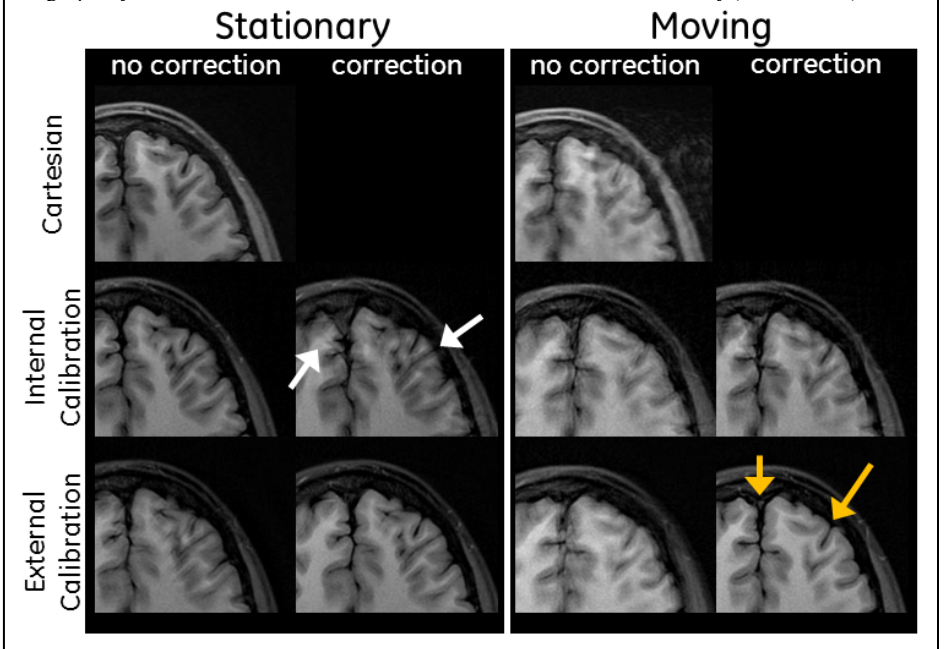 Stationary
Moving
no correction
correction
no correction
correction
Cartesian
Internal
Calibration
External
Calibration